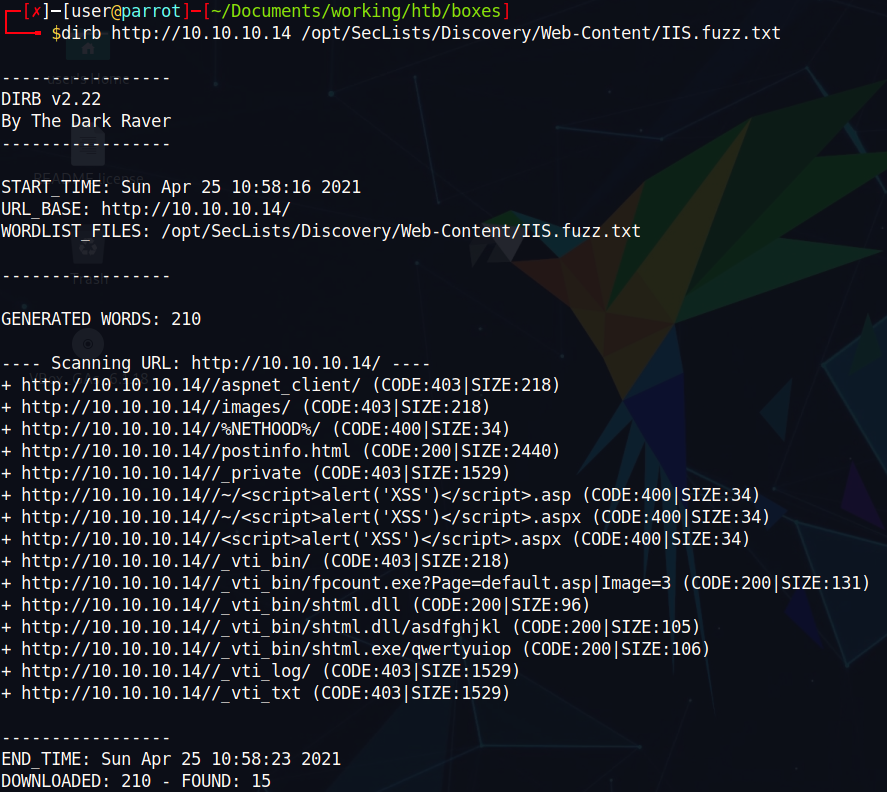 [✗]─[user@parrot]─[~/Documents/working/htb/boxes]
$dirb http://10.10.10.14 /opt/SecLists/Discovery/Web-Content/IIS.fuzz.txt
-----------------
DIRB v2.22
By The Dark Raver
-----------------
START_TIME: Sun Apr 25 10:58:16 2021
URL_BASE: http://10.10.10.14/
WORDLIST_FILES: /opt/SecLists/Discovery/Web-Content/IIS.fuzz.txt
-----------------
GENERATED WORDS: 210
---- Scanning URL: http://10.10.10.14/ ----
+ http://10.10.10.14//aspnet_client/ (CODE:403|SIZE:218)
+ http://10.10.10.14//images/ (CODE:403|SIZE:218)
+ http://10.10.10.14//%NETHOOD%/ (CODE:400|SIZE:34)
+ http://10.10.10.14//postinfo.html (CODE:200|SIZE:2440)
+ http://10.10.10.14//_private (CODE:403|SIZE:1529)
+ http://10.10.10.14//~/<script>alert('XSS')</script>.asp (CODE:400|SIZE:34)
+ http://10.10.10.14//~/<script>alert('XSS')</script>.aspx (CODE:400|SIZE:34)
+ http://10.10.10.14//<script>alert('XSS')</script>.aspx (CODE:400|SIZE:34)
+ http://10.10.10.14//_vti_bin/ (CODE:403|SIZE:218)
+ http://10.10.10.14//_vti_bin/fpcount.exe?Page=default.asp|Image=3 (CODE:200|SIZE:131)
+ http://10.10.10.14//_vti_bin/shtml.dll (CODE:200|SIZE:96)
+ http://10.10.10.14//_vti_bin/shtml.dll/asdfghjkl (CODE:200|SIZE:105)
+ http://10.10.10.14//_vti_bin/shtml.exe/qwertyuiop (CODE:200|SIZE:106)
+ http://10.10.10.14//_vti_log/ (CODE:403|SIZE:1529)
+ http://10.10.10.14//_vti_txt (CODE:403|SIZE:1529)
-----------------
END_TIME: Sun Apr 25 10:58:23 2021
DOWNLOADED: 210 - FOUND: 15